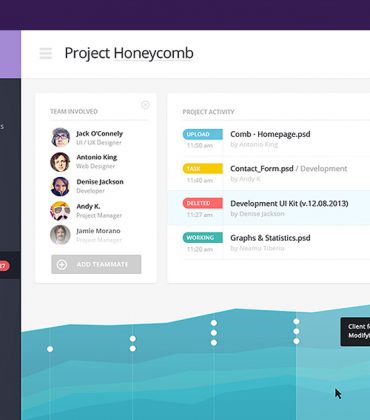 Project Honeycomb
TEAM INVOLVED
Jack O'Connely
UI / UX Designer
Antonio King
Web Designer
Denise Jackson
Developer
Andy K.
Project Manager
Jamie Morano
Project Manager
ADD TEAMMATE
PROJECT ACTIVITY
UPLOAD Comb - Homepage.psd
11:50 am by Antonio King
TASK Contact_Form.psd / Development
11:40 am by Andy K
DELETED Development UI Kit (v.12.08.2013)
11:27 am by Denise Jackson
WORKING Graphs & Statistics.psd
11:20 am by Neamu Tiberiu
27
Client